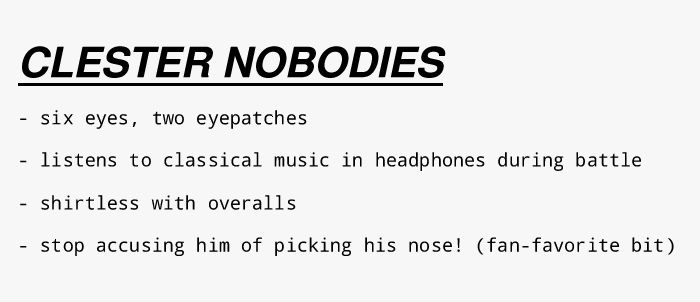 CLESTER NOBODIES
- six eyes, two eyepatches
- listens to classical music in headphones during battle
- shirtless with overalls
- stop accusing him of picking his nose! (fan-favorite bit)